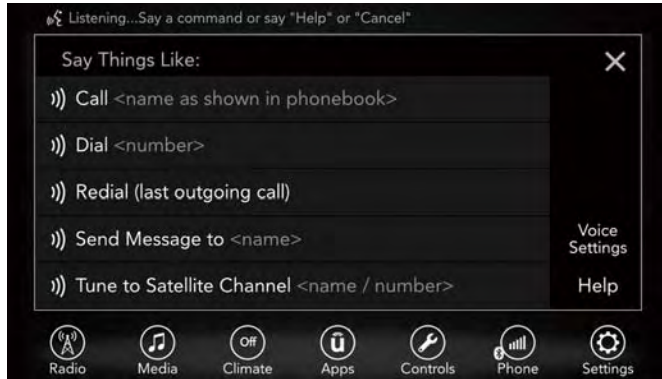 Listening...Say a command or say "Help" or "Cancel"
Say Things Like:
Call <name as shown in phonebook>
Dial <number>
Redial (last outgoing call)
Send Message to <name>
Voice
Settings
Tune to Satellite Channel <name / number>
Help
Off
ū
Radio
Media
Climate
Apps
Controls
Phone
Settings